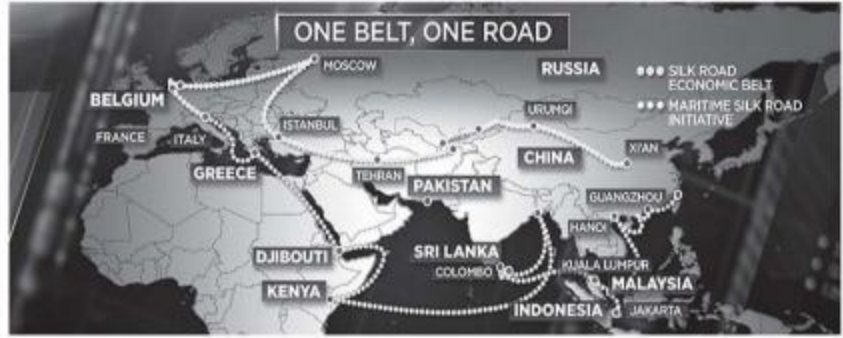 ONE BELT, ONE ROAD
MOSCOW
RUSSIA
SILK ROAD
ECONOMIC BELT
MARITIME SILK ROAD
INITIATIVE
BELGIUM
URUMQI
ISTANBUL
FRANCE
ITALY
XI'AN
CHINA
GREECE
TEHRAN
PAKISTAN
GUANGZHOU
HANOI
DJIBOUTI
SRI LANKA
COLOMBO
KUALA LUMPUR
MALAYSIA
KENYA
INDONESIA
JAKARTA